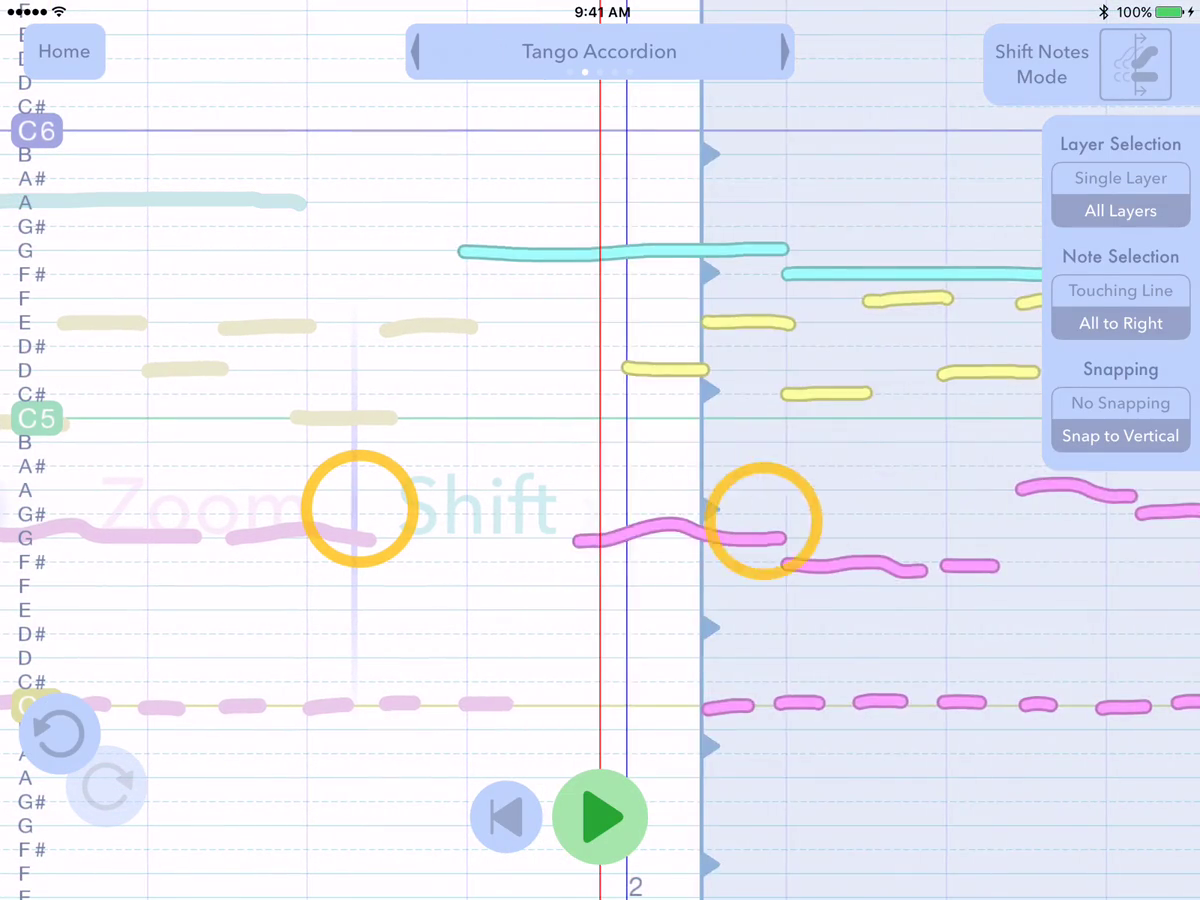 9:41 AM
100%
Home
Tango Accordion
Shift Notes
Mode
Layer Selection
Single Layer
All Layers
Note Selection
Touching Line
All to Right
Snapping
No Snapping
Snap to Vertical
D
C#
C6
B
A#
A
G#
G
F#
F
E
D#
D
C#
C5
B
A#
A
G#
G
F#
F
E
D#
D
C#
A
G#
G
F#
F
E
Zoom
Shift
2